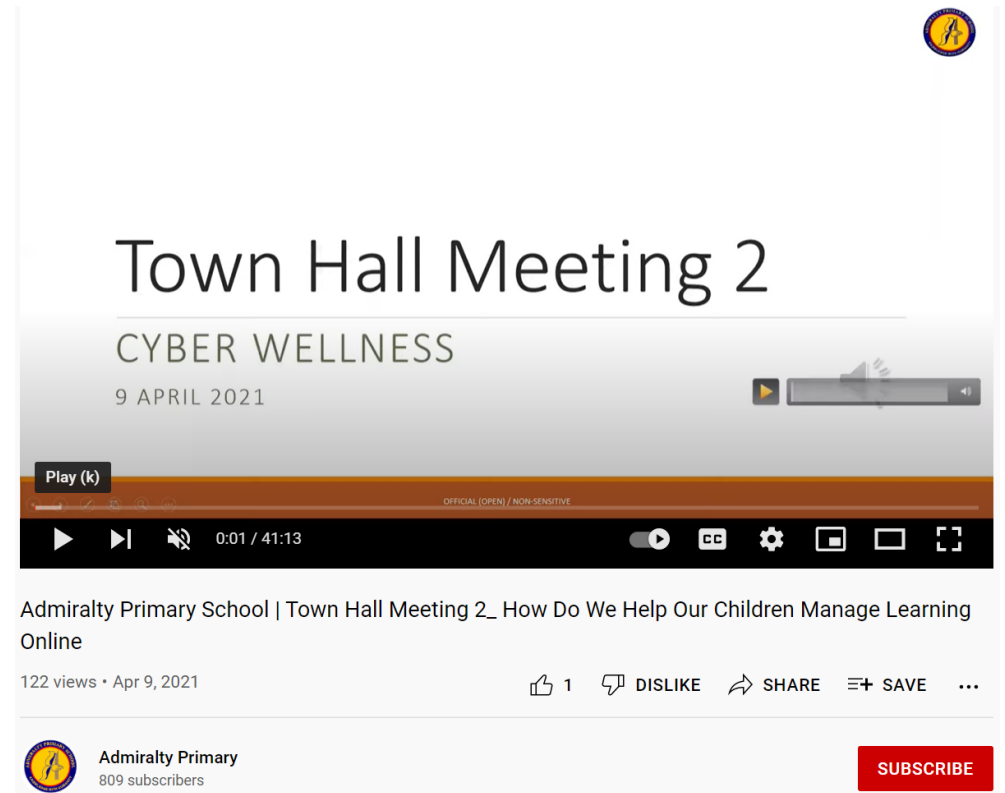 Town Hall Meeting 2
CYBER WELLNESS
9 APRIL 2021
Play (k)
OFFICIAL (OPEN) / NON-SENSITIVE
0:01 / 41:13
CC
Admiralty Primary School | Town Hall Meeting 2_ How Do We Help Our Children Manage Learning
Online
122 views • Apr 9, 2021
1 DISLIKE SHARE SAVE
Admiralty Primary
809 subscribers
SUBSCRIBE